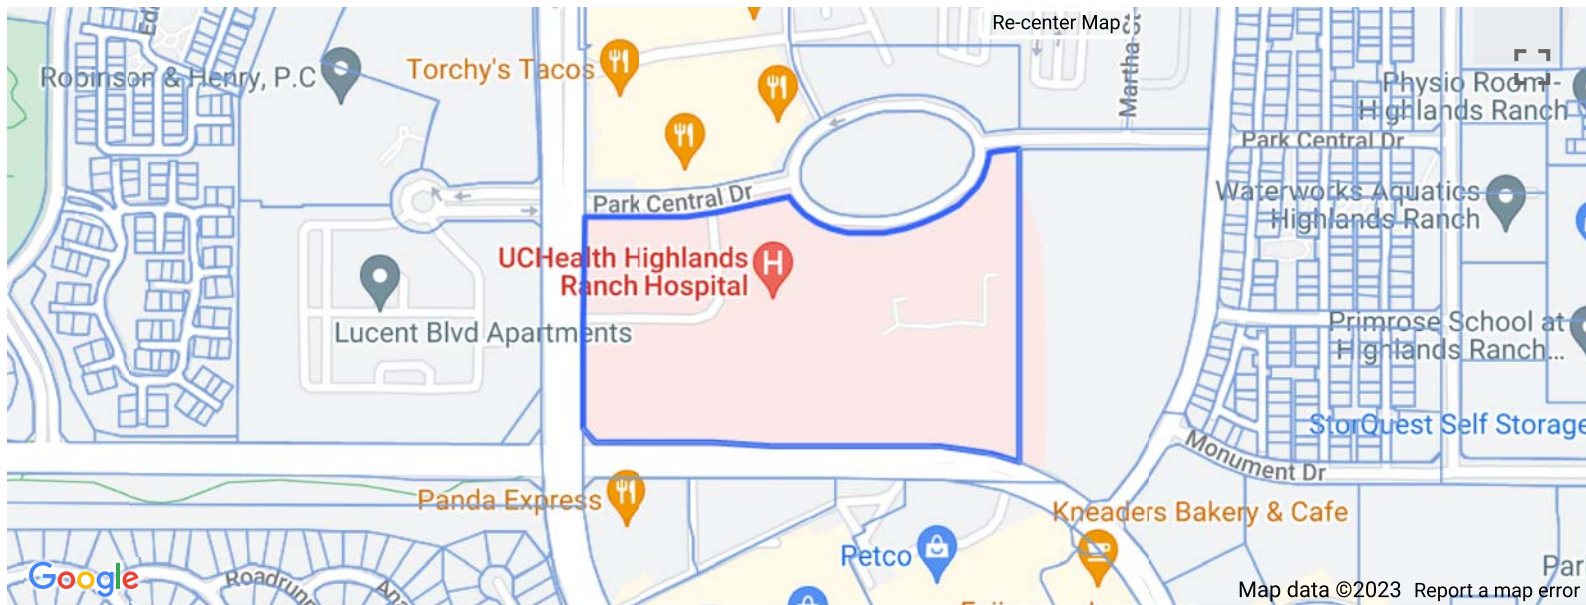 Re-center Map
Robinson & Henry, P.C
Torchy's Tacos
Martha St
Physio Room -
Highlands Ranch
Park Central Dr
Park Central Dr
Waterworks Aquatics
Highlands Ranch
UCHealth Highlands
Ranch Hospital
H
Lucent Blvd Apartments
Primrose School at
Highlands Ranch...
StorQuest Self Storage
Monument Dr
Panda Express
Kneaders Bakery & Cafe
Petco
Google
Map data ©2023
Report a map error